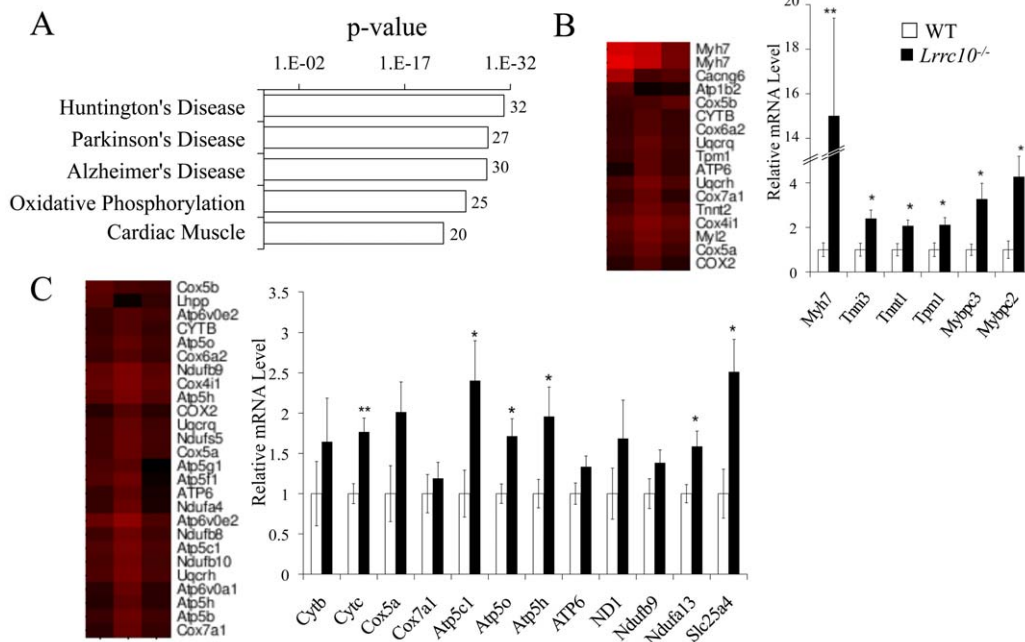 A
p-value
1.E-02 1.E-17 1.E-32
Huntington's Disease 32
Parkinson's Disease 27
Alzheimer's Disease 30
Oxidative Phosphorylation 25
Cardiac Muscle 20
B
Myh7
Myh7
Cacng6
Atp1b2
Cox5b
CYTB
Cox6a2
Uqcrq
Tpm1
ATP6
Uqcrh
Cox7a1
Tnnt2
Cox4i1
Myl2
Cox5a
COX2
Relative mRNA Level
20
18
16
14
4
2
0
**
*
*
*
*
*
WT
Lrrc10-/-
Myh7
Tnni3
Tnnt1
Tpm1
Mybpc3
Mybpc2
C
Cox5b
Lhpp
Atp6v0e2
CYTB
Atp5o
Cox6a2
Ndufb9
Cox4i1
Atp5h
COX2
Uqcrq
Ndufs5
Cox5a
Atp5g1
Atp5f1
ATP6
Ndufa4
Atp6v0e2
Ndufb8
Atp5c1
Ndufb10
Uqcrh
Atp6v0a1
Atp5h
Atp5b
Cox7a1
Relative mRNA Level
3.5
3
2.5
2
1.5
1
0.5
0
**
*
*
*
*
*
Cytb
Cytc
Cox5a
Cox7a1
Atp5c1
Atp5o
Atp5h
ATP6
ND1
Ndufb9
Ndufa13
Slc25a4